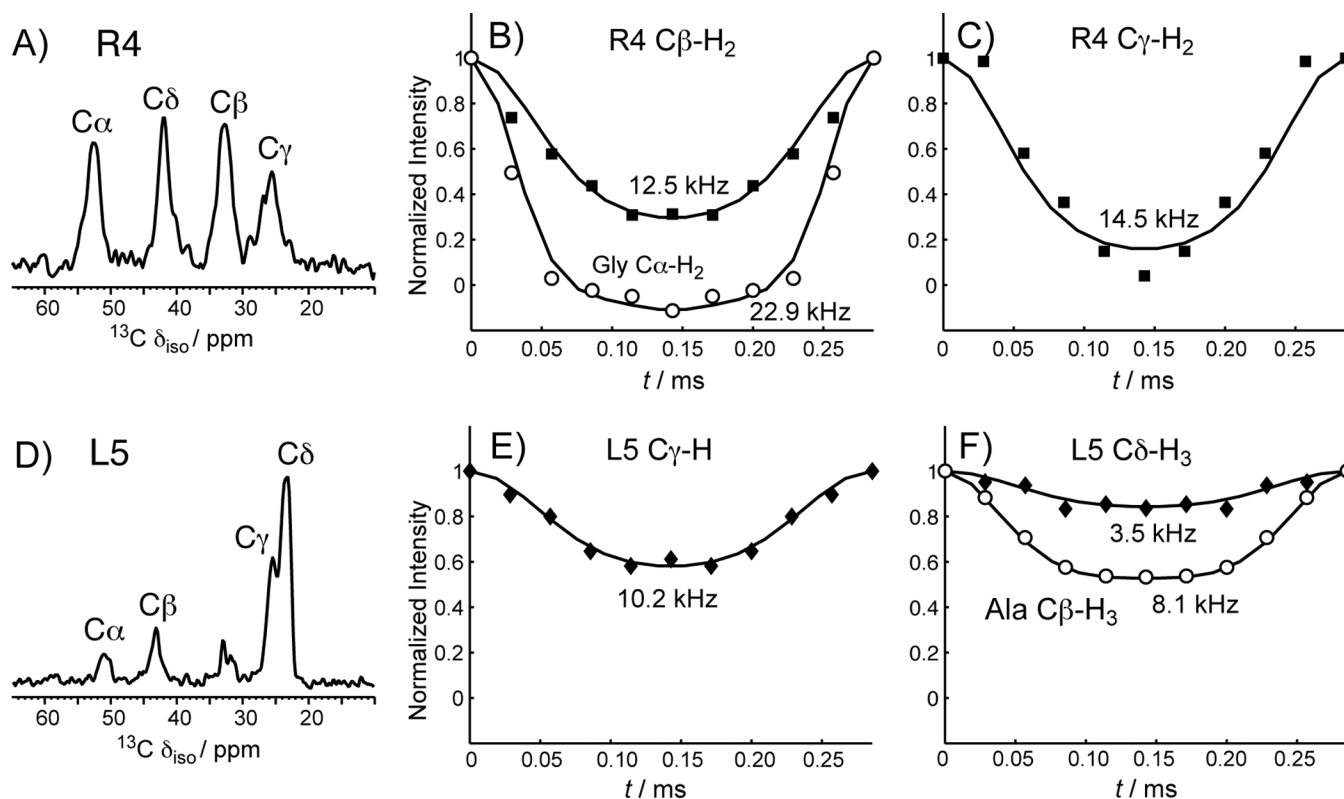 A) R4
Cα
Cδ
Cβ
Cγ
60 50 40 30 20
¹³C δiso / ppm
B) R4 Cβ-H₂
Normalized Intensity
1
0.8
0.6
0.4
0.2
0
12.5 kHz
Gly Cα-H₂
22.9 kHz
0 0.05 0.10 0.15 0.20 0.25
t / ms
C) R4 Cγ-H₂
1
0.8
0.6
0.4
0.2
0
14.5 kHz
0 0.05 0.10 0.15 0.20 0.25
t / ms
D) L5
Cα
Cβ
Cγ
Cδ
60 50 40 30 20
¹³C δiso / ppm
E) L5 Cγ-H
Normalized Intensity
1
0.8
0.6
0.4
0.2
0
10.2 kHz
0 0.05 0.10 0.15 0.20 0.25
t / ms
F) L5 Cδ-H₃
1
0.8
0.6
0.4
0.2
0
3.5 kHz
Ala Cβ-H₃
8.1 kHz
0 0.05 0.10 0.15 0.20 0.25
t / ms